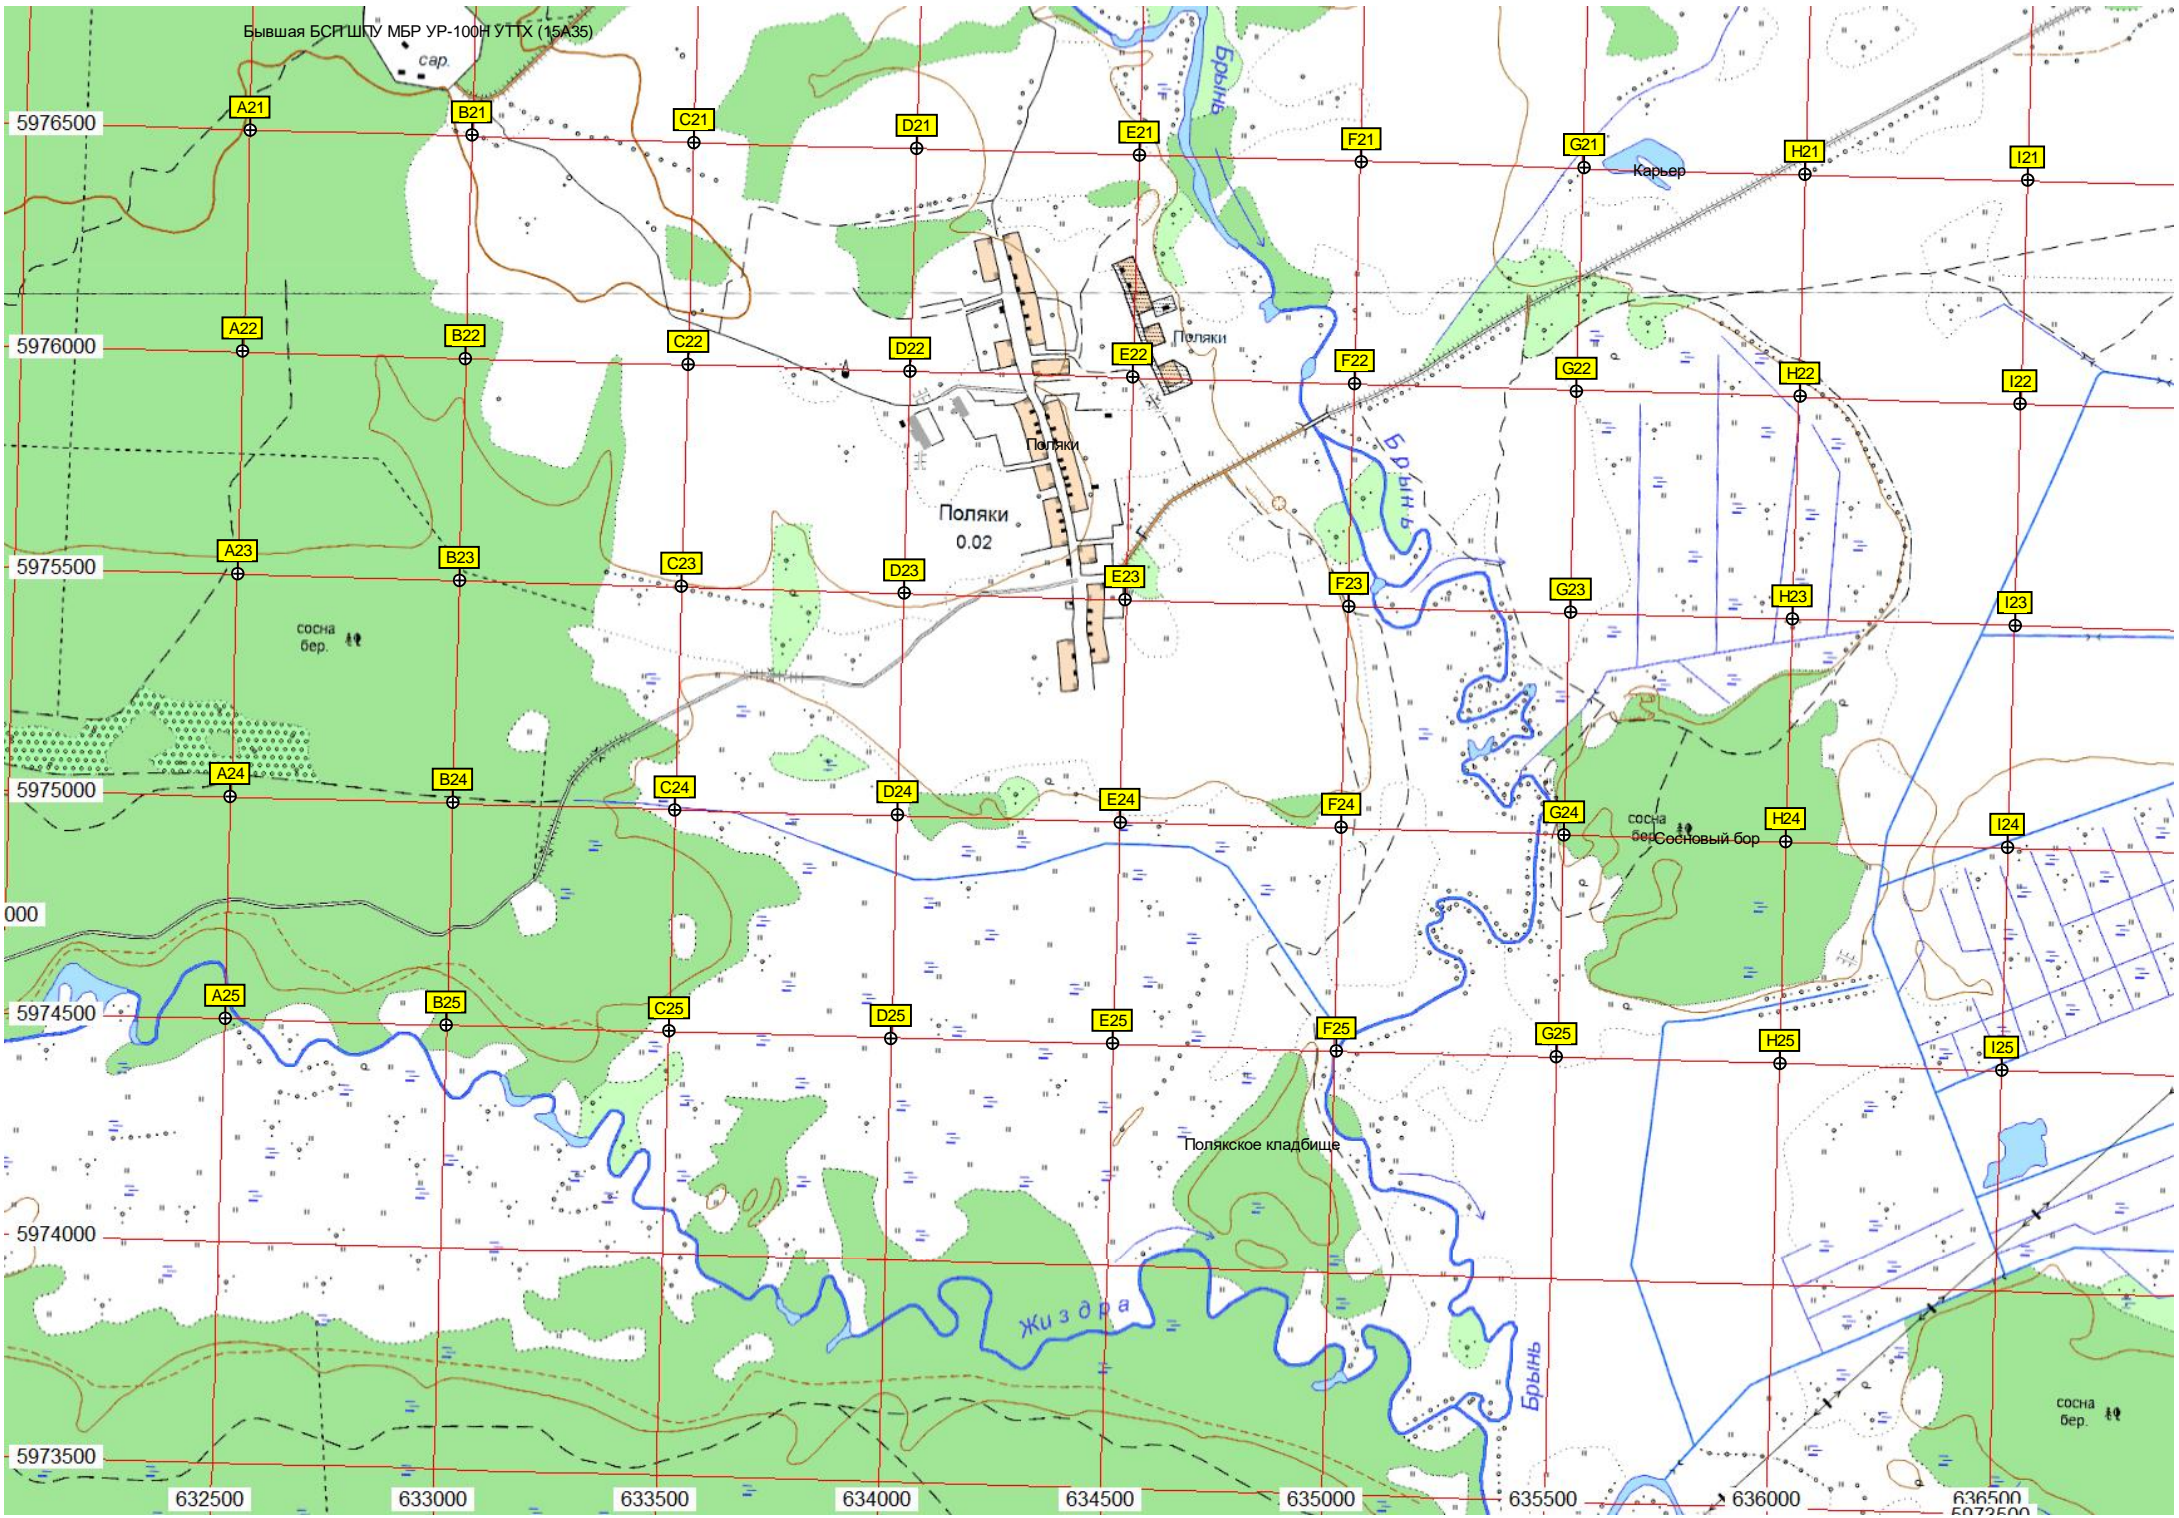 Бывшая БСП ШПУ МБР УР-100Н УТТХ (15А35)
сар.
Брынь
A21
B21
C21
D21
E21
F21
G21
H21
I21
5976500
Карьер
A22
B22
C22
D22
E22
F22
G22
H22
I22
5976000
Поляки
Поляки
Брынь
Поляки
0.02
A23
B23
C23
D23
E23
F23
G23
H23
I23
5975500
сосна
бер.
A24
B24
C24
D24
E24
F24
G24
H24
I24
5975000
сосна
бер.
Сосновый бор
000
A25
B25
C25
D25
E25
F25
G25
H25
I25
5974500
Полякское кладбище
5974000
Жиздра
Брынь
сосна
бер.
5973500
632500
633000
633500
634000
634500
635000
635500
636000
636500
5973500